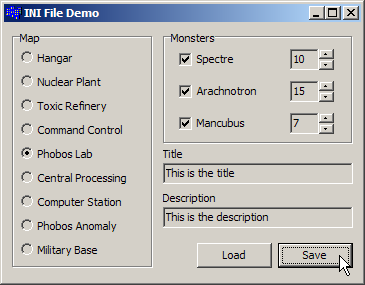 INI File Demo
Map
Hangar
Nuclear Plant
Toxic Refinery
Command Control
Phobos Lab
Central Processing
Computer Station
Phobos Anomaly
Military Base
Monsters
Spectre 10
Arachnotron 15
Mancubus 7
Title
This is the title
Description
This is the description
Load Save